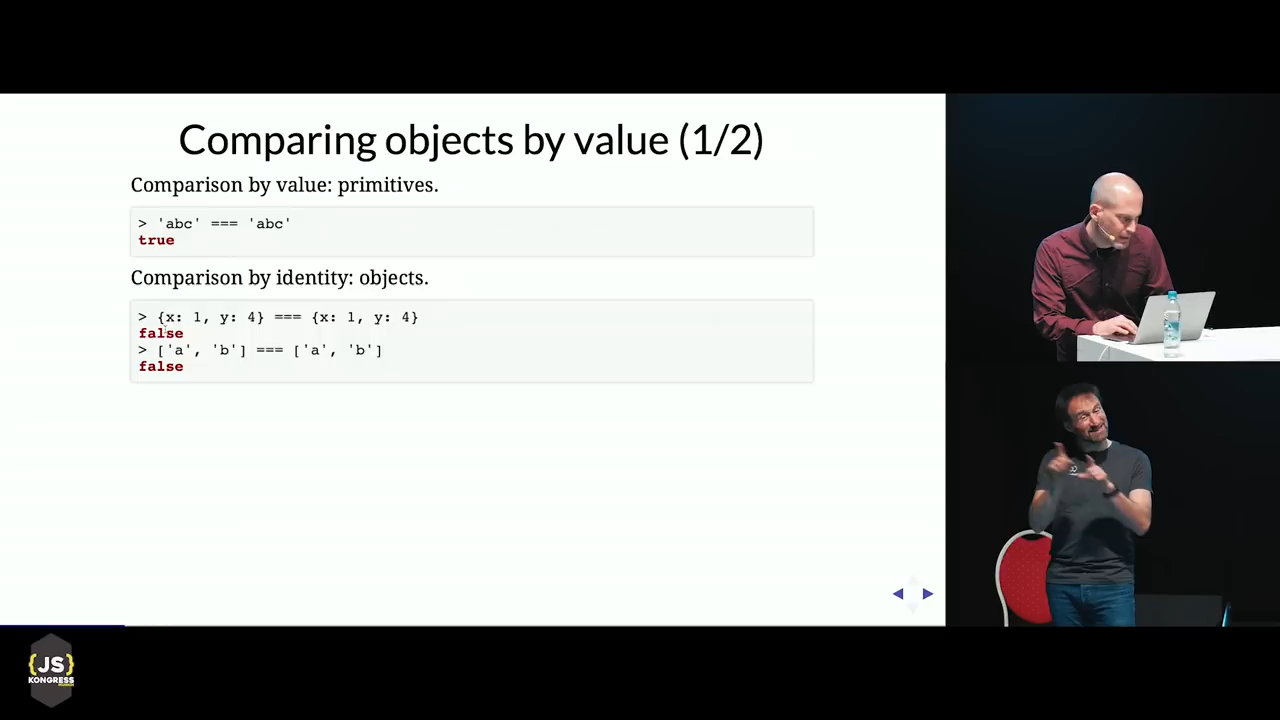 Comparing objects by value (1/2)
Comparison by value: primitives.
> 'abc' === 'abc'
true
Comparison by identity: objects.
> {x: 1, y: 4} === {x: 1, y: 4}
false
> ['a', 'b'] === ['a', 'b']
false
{JS}
KONGRESS